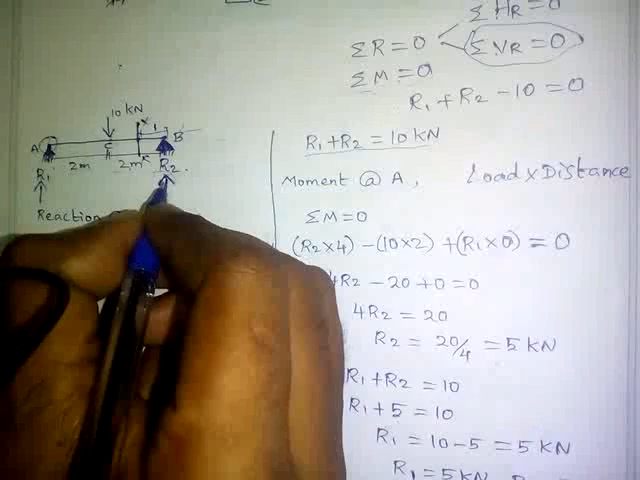 Σ HR = 0
ΣR = 0
Σ VR = 0
ΣM = 0
R1 + R2 - 10 = 0
10 kN
X
1
A
C
B
2m
2m
X
R1
R2
Reaction
R1 + R2 = 10 kN
Moment @ A, Load x Distance
ΣM = 0
(R2 x 4) - (10 x 2) + (R1 x 0) = 0
4R2 - 20 + 0 = 0
4R2 = 20
R2 = 20/4 = 5 kN
R1 + R2 = 10
R1 + 5 = 10
R1 = 10 - 5 = 5 kN
R1 = 5 kN